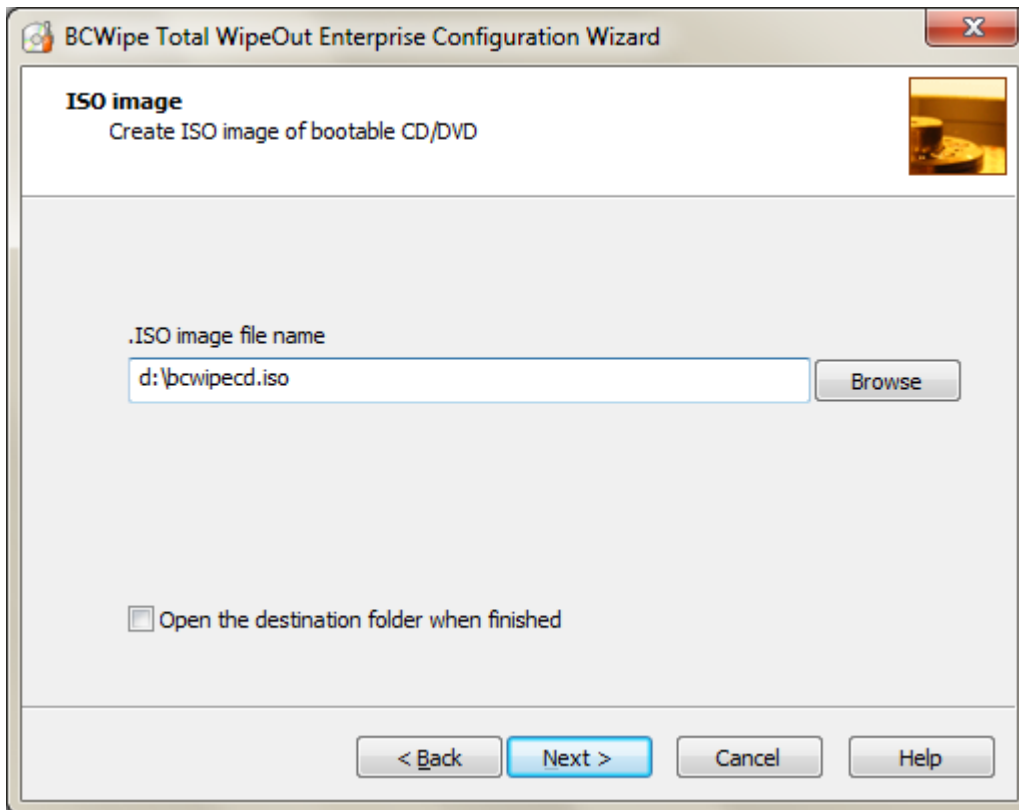 BCWipe Total WipeOut Enterprise Configuration Wizard
ISO image
Create ISO image of bootable CD/DVD
.ISO image file name
d:\bcwipecd.iso
Browse
Open the destination folder when finished
< Back
Next >
Cancel
Help